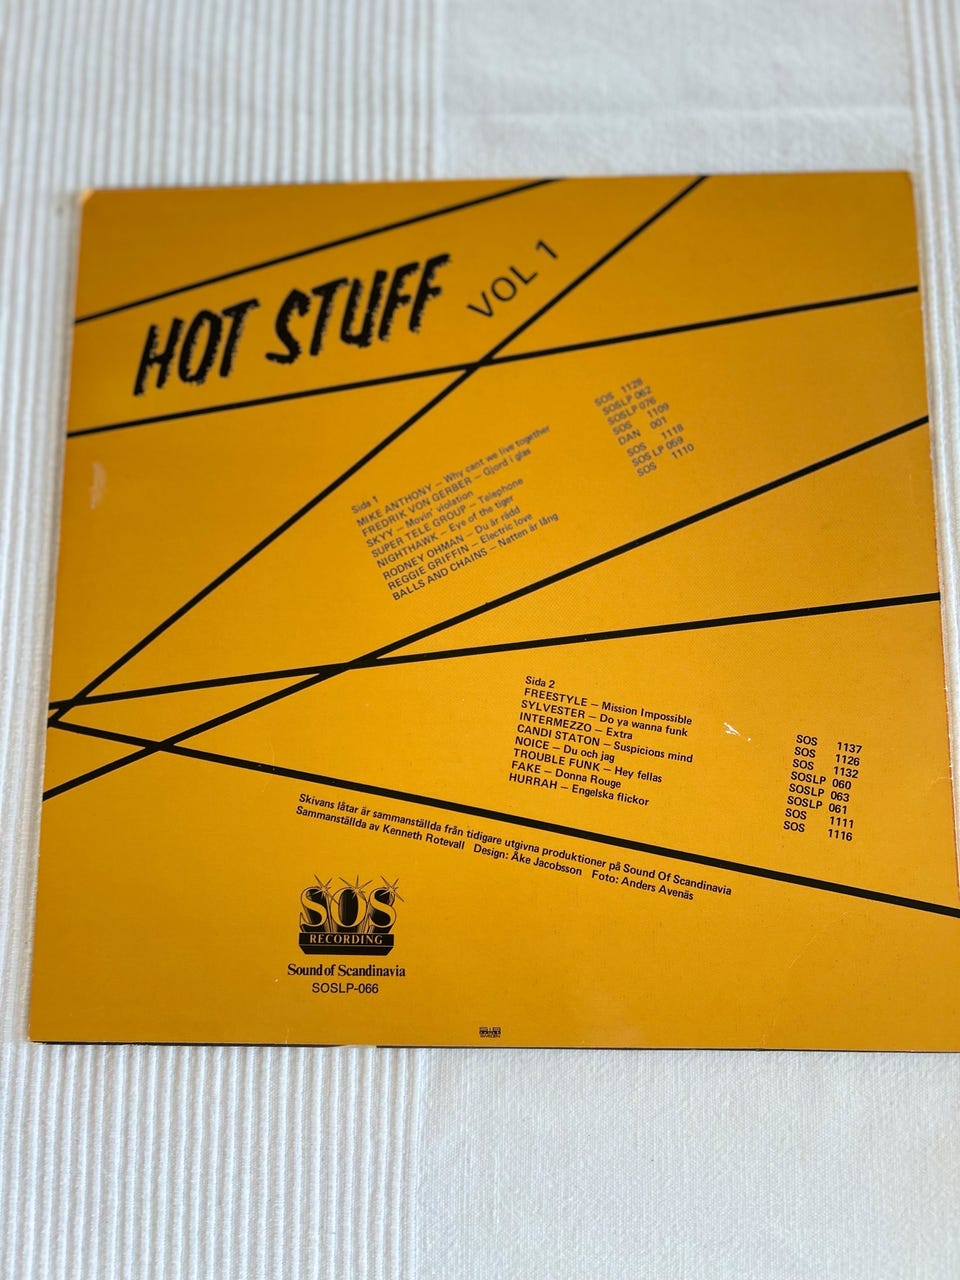 HOT STUFF VOL 1
Sida 1
MIKE ANTHONY – Why cant we live together SOS 1128
FREDRIK VON GERBER – Gjord i glas SOSLP 062
SKYY – Movin' violation SOSLP 076
SUPER TELE GROUP – Telephone SOS 1109
NIGHTHAWK – Eye of the tiger DAN 001
RODNEY OHMAN – Du är rädd SOS 1118
REGGIE GRIFFIN – Electric love SOS LP 059
BALLS AND CHAINS – Natten är lång SOS 1110
Sida 2
FREESTYLE – Mission Impossible SOS 1137
SYLVESTER – Do ya wanna funk SOS 1126
INTERMEZZO – Extra SOS 1132
CANDI STATON – Suspicious mind SOSLP 060
NOICE – Du och jag SOSLP 063
TROUBLE FUNK – Hey fellas SOSLP 061
FAKE – Donna Rouge SOS 1111
HURRAH – Engelska flickor SOS 1116
Skivans låtar är sammanställda från tidigare utgivna produktioner på Sound Of Scandinavia
Sammanställda av Kenneth Rotevall Design: Åke Jacobsson Foto: Anders Avenäs
SOS
RECORDING
Sound of Scandinavia
SOSLP-066